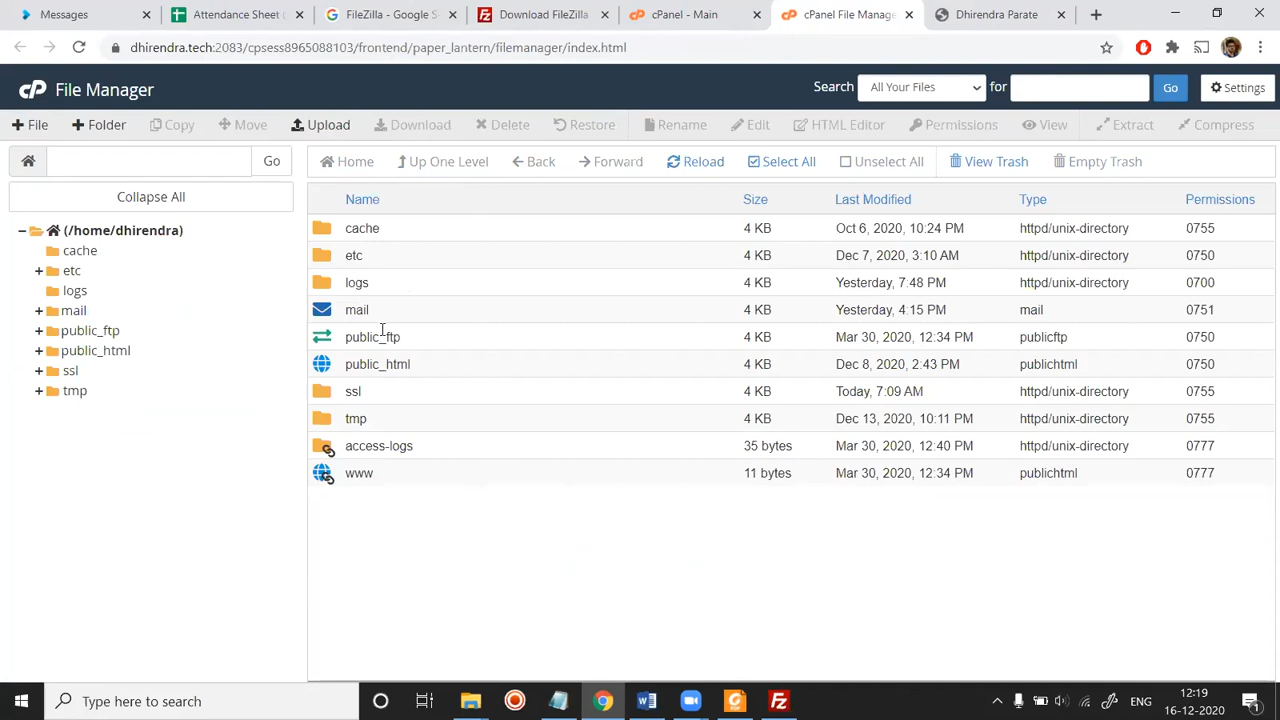 Messages
Attendance Sheet (
FileZilla - Google S
Download FileZilla
cPanel - Main
cPanel File Manage
Dhirendra Parate
dhirendra.tech:2083/cpsess8965088103/frontend/paper_lantern/filemanager/index.html
cP File Manager
Search All Your Files for Go Settings
+ File + Folder Copy Move Upload Download Delete Restore Rename Edit HTML Editor Permissions View Extract Compress
Go Home Up One Level Back Forward Reload Select All Unselect All View Trash Empty Trash
Collapse All
(/home/dhirendra)
cache
etc
logs
mail
public_ftp
public_html
ssl
tmp
Name Size Last Modified Type Permissions
cache 4 KB Oct 6, 2020, 10:24 PM httpd/unix-directory 0755
etc 4 KB Dec 7, 2020, 3:10 AM httpd/unix-directory 0750
logs 4 KB Yesterday, 7:48 PM httpd/unix-directory 0700
mail 4 KB Yesterday, 4:15 PM mail 0751
public_ftp 4 KB Mar 30, 2020, 12:34 PM publicftp 0750
public_html 4 KB Dec 8, 2020, 2:43 PM publichtml 0750
ssl 4 KB Today, 7:09 AM httpd/unix-directory 0755
tmp 4 KB Dec 13, 2020, 10:11 PM httpd/unix-directory 0755
access-logs 35 bytes Mar 30, 2020, 12:40 PM httpd/unix-directory 0777
www 11 bytes Mar 30, 2020, 12:34 PM publichtml 0777
Type here to search
ENG
12:19
16-12-2020